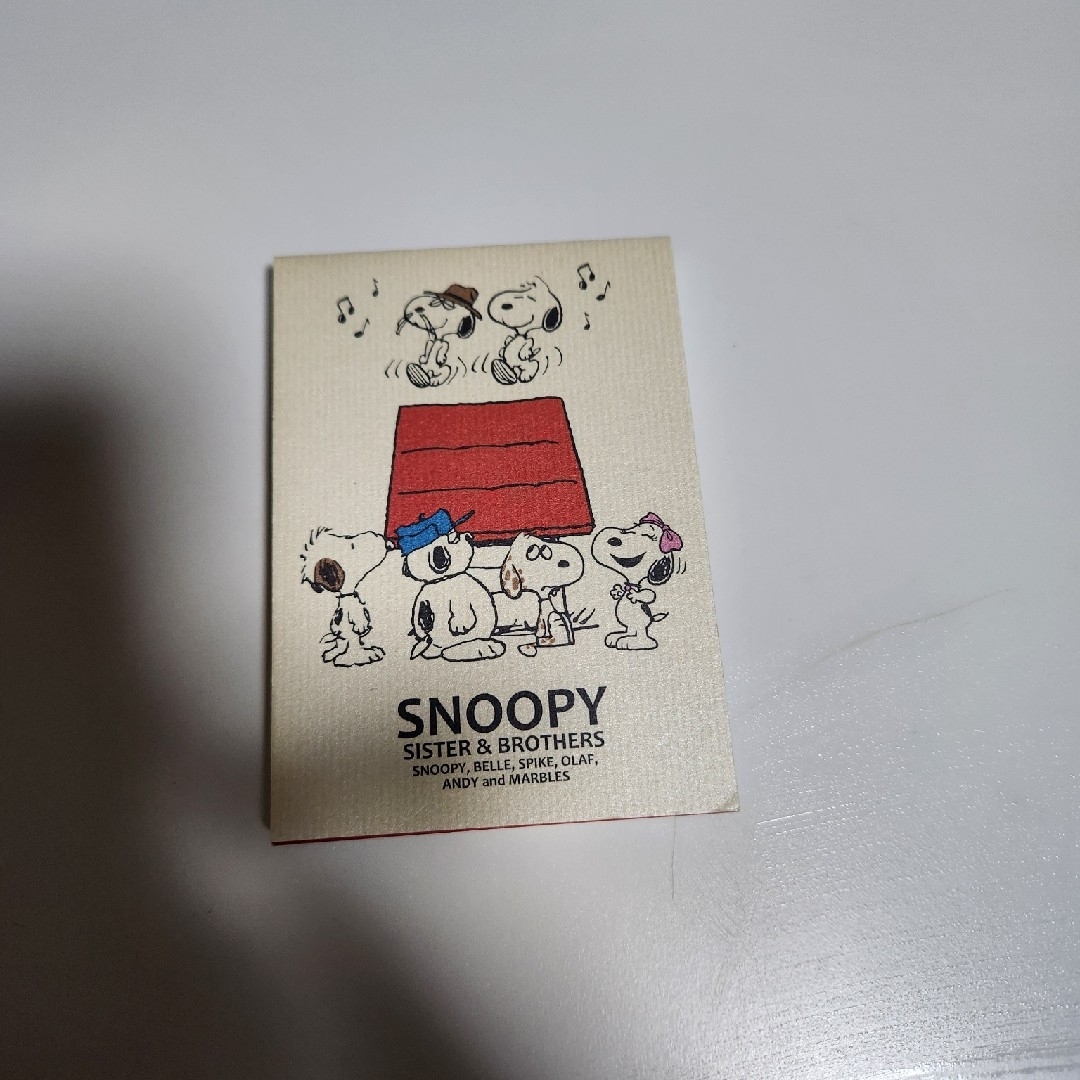 SNOOPY
SISTER & BROTHERS
SNOOPY, BELLE, SPIKE, OLAF,
ANDY and MARBLES